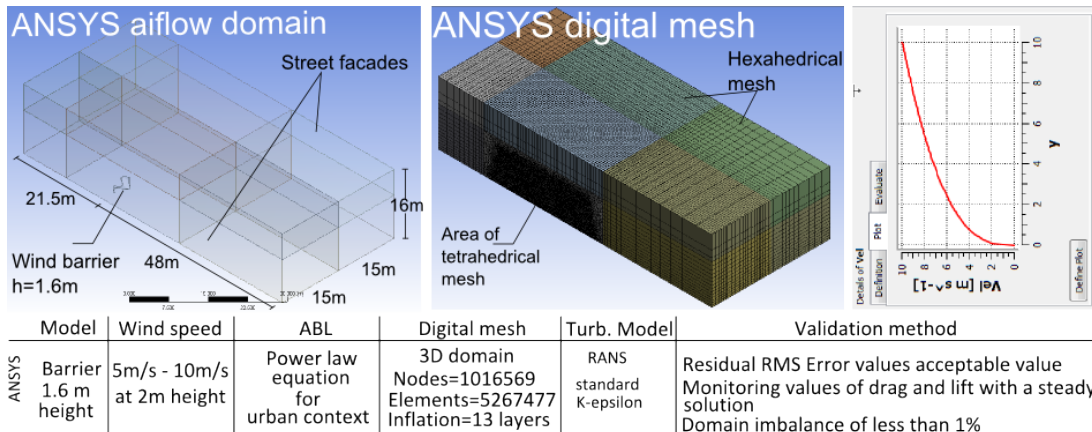 ANSYS aiflow domain
Street facades
21.5m
Wind barrier
h=1.6m
48m
16m
15m
15m
ANSYS digital mesh
Hexahedrical
mesh
Area of
tetrahedrical
mesh
Details of Vel
Definition Plot Evaluate
Vel [m s^-1]
10 8 6 4 2 0
y
0 2 4 6 8 10
Define Plot
Model Wind speed ABL Digital mesh Turb. Model Validation method
ANSYS
Barrier
1.6 m
height
5m/s - 10m/s
at 2m height
Power law
equation
for
urban context
3D domain
Nodes=1016569
Elements=5267477
Inflation=13 layers
RANS
standard
K-epsilon
Residual RMS Error values acceptable value
Monitoring values of drag and lift with a steady
solution
Domain imbalance of less than 1%